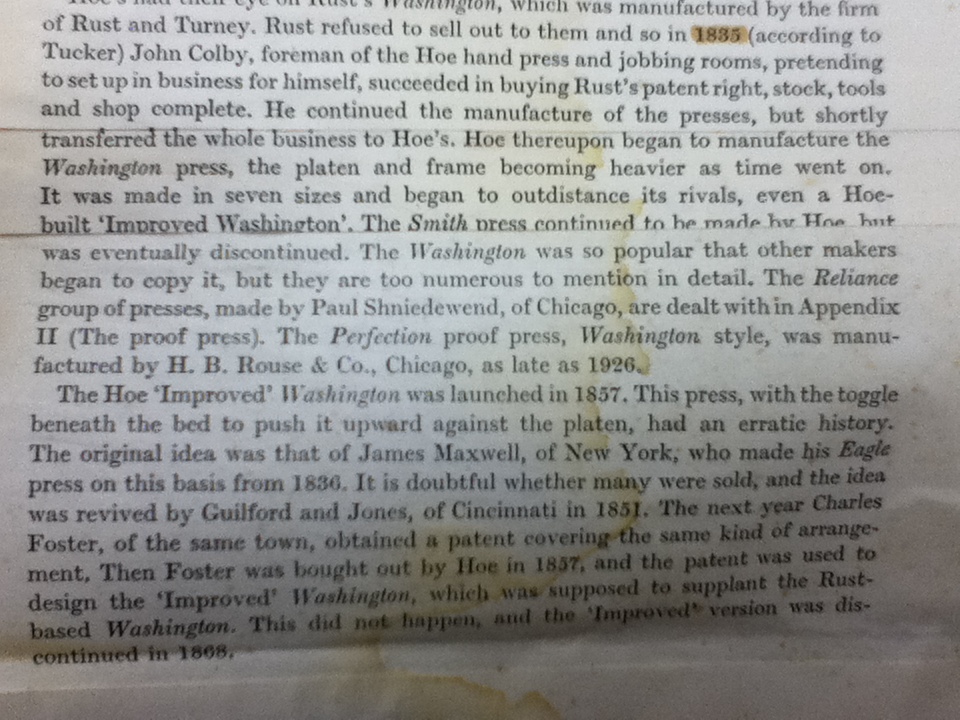 Hoe's had their eye on Rust's Washington, which was manufactured by the firm
of Rust and Turney. Rust refused to sell out to them and so in 1835 (according to
Tucker) John Colby, foreman of the Hoe hand press and jobbing rooms, pretending
to set up in business for himself, succeeded in buying Rust's patent right, stock, tools
and shop complete. He continued the manufacture of the presses, but shortly
transferred the whole business to Hoe's. Hoe thereupon began to manufacture the
Washington press, the platen and frame becoming heavier as time went on.
It was made in seven sizes and began to outdistance its rivals, even a Hoe-
built 'Improved Washington'. The Smith press continued to be made by Hoe, but
was eventually discontinued. The Washington was so popular that other makers
began to copy it, but they are too numerous to mention in detail. The Reliance
group of presses, made by Paul Shniedewend, of Chicago, are dealt with in Appendix
II (The proof press). The Perfection proof press, Washington style, was manu-
factured by H. B. Rouse & Co., Chicago, as late as 1926.
The Hoe 'Improved' Washington was launched in 1857. This press, with the toggle
beneath the bed to push it upward against the platen, had an erratic history.
The original idea was that of James Maxwell, of New York, who made his Eagle
press on this basis from 1836. It is doubtful whether many were sold, and the idea
was revived by Guilford and Jones, of Cincinnati in 1851. The next year Charles
Foster, of the same town, obtained a patent covering the same kind of arrange-
ment. Then Foster was bought out by Hoe in 1857, and the patent was used to
design the 'Improved' Washington, which was supposed to supplant the Rust-
based Washington. This did not happen, and the 'Improved' version was dis-
continued in 1868.